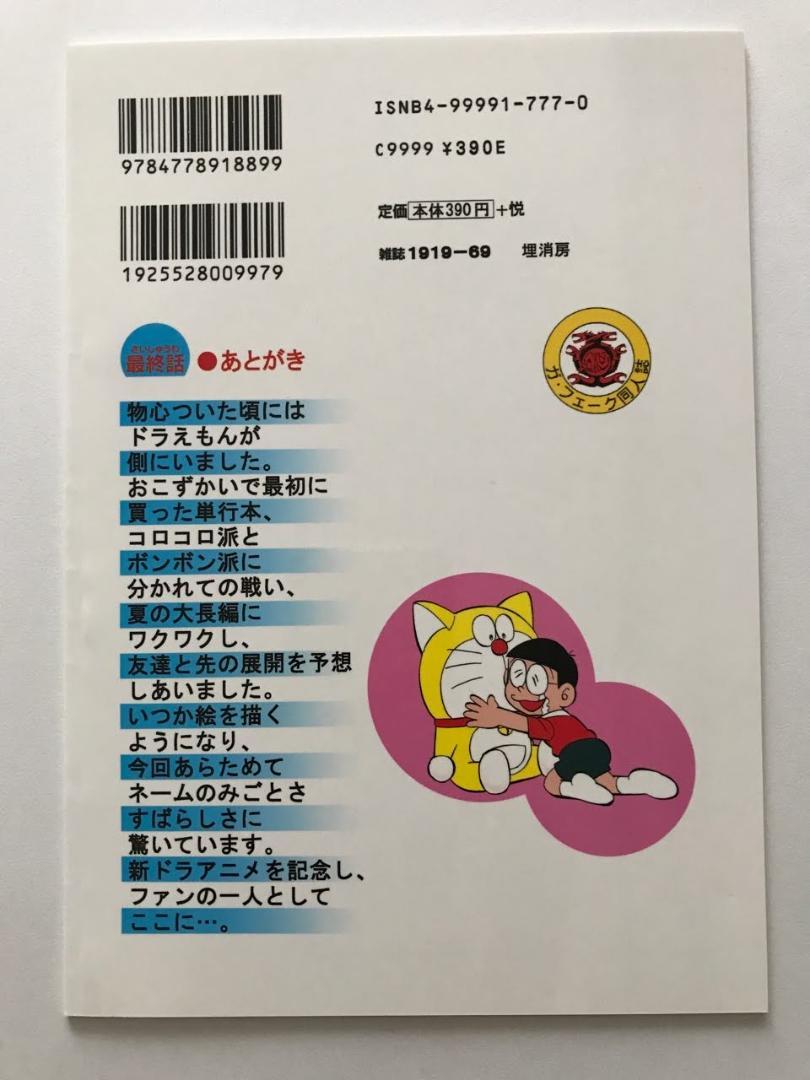 ISNB4-99991-777-0
9784778918899
C9999 ¥390E
1925528009979
定価本体390円+悦
雑誌1919-69 埋消房
さいしゅうわ
最終話
●あとがき
ガ・フェーク同人誌
物心ついた頃には
ドラえもんが
側にいました。
おこずかいで最初に
買った単行本、
コロコロ派と
ボンボン派に
分かれての戦い、
夏の大長編に
ワクワクし、
友達と先の展開を予想
しあいました。
いつか絵を描く
ようになり、
今回あらためて
ネームのみごとさ
すばらしさに
驚いています。
新ドラアニメを記念し、
ファンの一人として
ここに…。